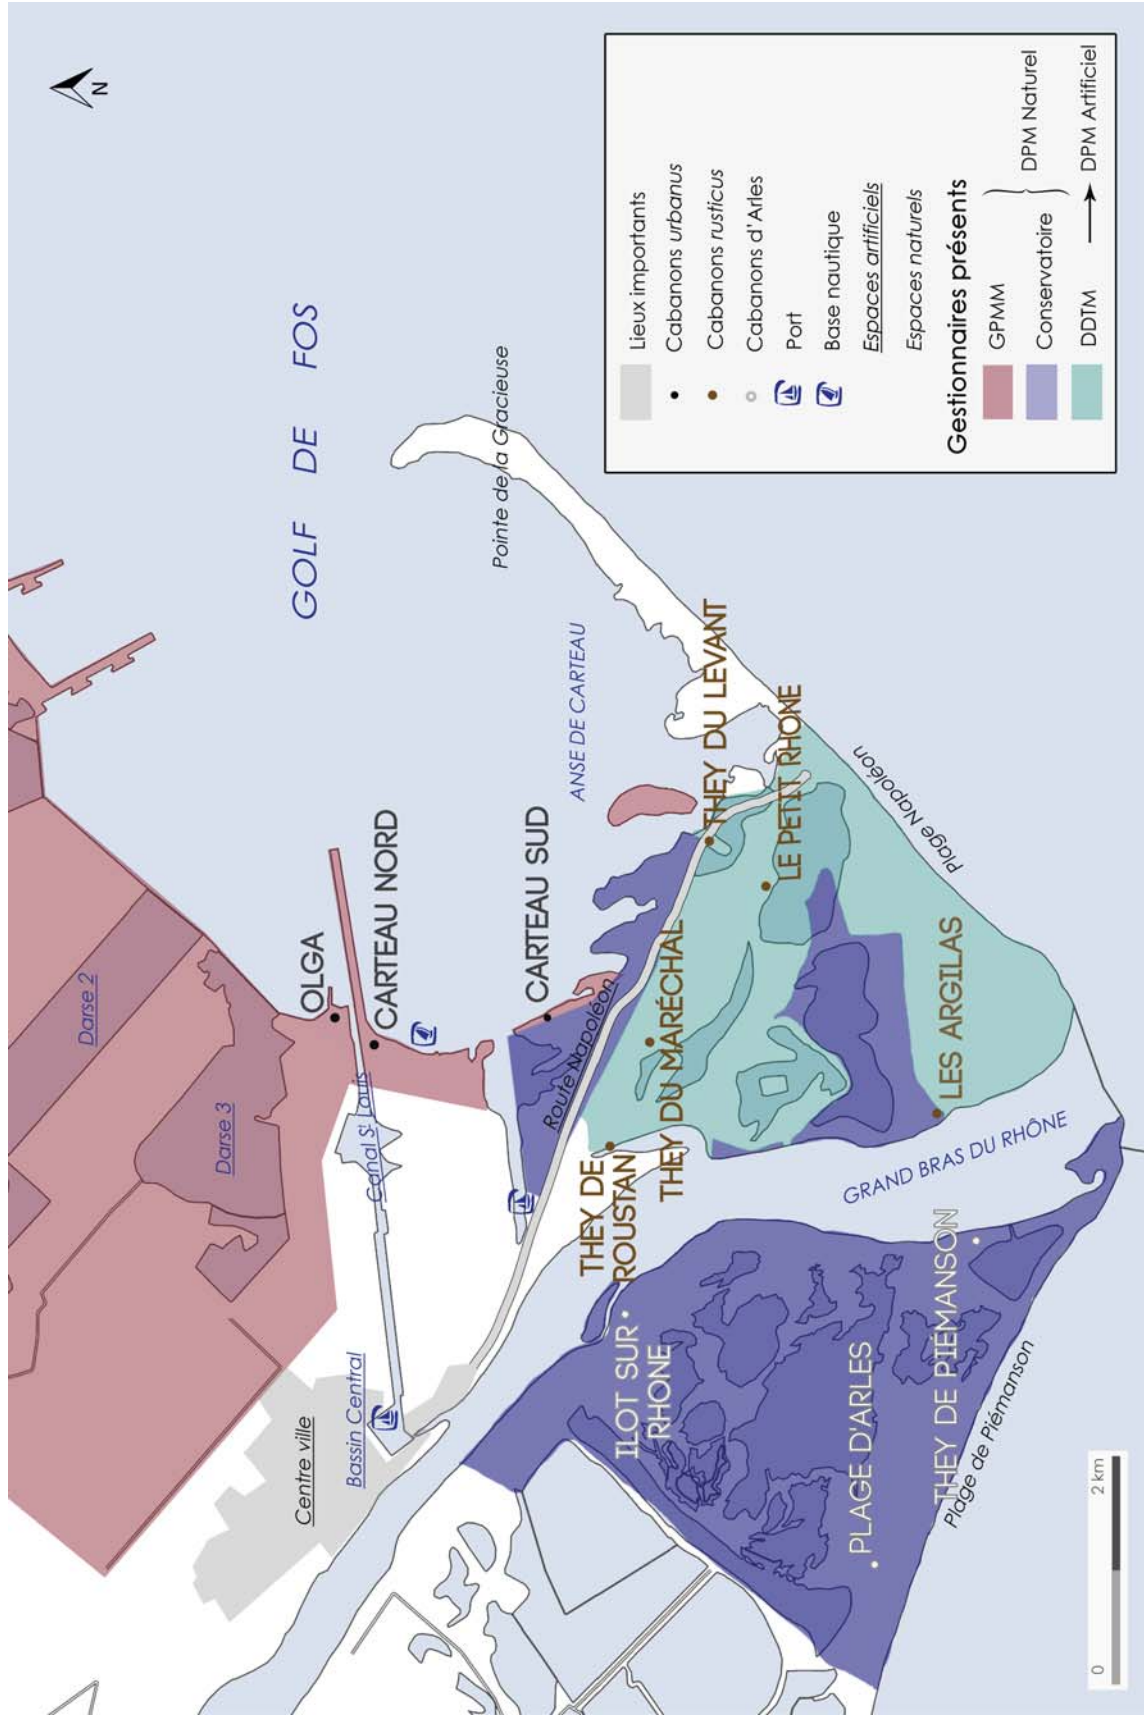 N
GOLF DE FOS
Pointe de la Gracieuse
ANSE DE CARTEAU
Darse 2
Darse 3
OLGA
CARTEAU NORD
Canal St Louis
CARTEAU SUD
Route Napoléon
Centre ville
Bassin Central
THEY DU LEVANT
LE PETIT RHÔNE
Plage Napoléon
THEY DU MARÉCHAL
THEY DE
ROUSTAN
LES ARGILAS
GRAND BRAS DU RHÔNE
ILOT SUR
RHONE
PLAGE D'ARLES
THEY DE PIÉMANSON
Plage de Piémanson
0 2 km
Lieux importants
Cabanons urbanus
Cabanons rusticus
Cabanons d'Arles
Port
Base nautique
Espaces artificiels
Espaces naturels
Gestionnaires présents
GPMM
Conservatoire
DPM Naturel
DDTM
DPM Artificiel